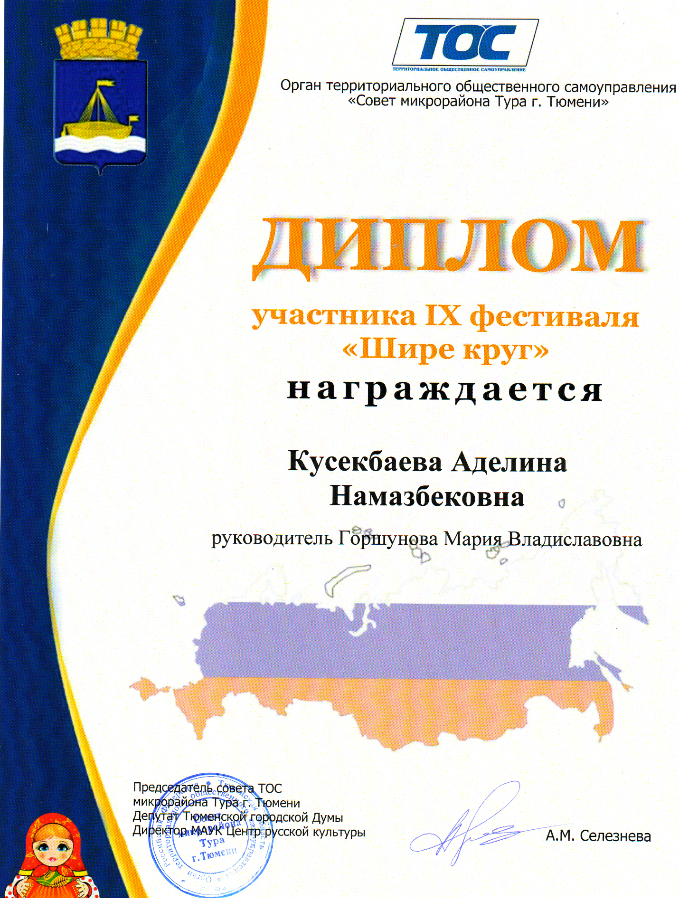 ТОС
ТЕРРИТОРИАЛЬНОЕ ОБЩЕСТВЕННОЕ САМОУПРАВЛЕНИЕ
Орган территориального общественного самоуправления
«Совет микрорайона Тура г. Тюмени»
ДИПЛОМ
участника IX фестиваля
«Шире круг»
награждается
Кусекбаева Аделина
Намазбековна
руководитель Горшунова Мария Владиславовна
Председатель совета ТОС
микрорайона Тура г. Тюмени
Депутат Тюменской городской Думы
Директор МАУК Центр русской культуры
А.М. Селезнева
Совет
микрорайона
Тура
г. Тюмени